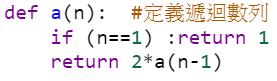 def a(n):  #定義遞迴數列
    if (n==1) :return 1
    return 2*a(n-1)